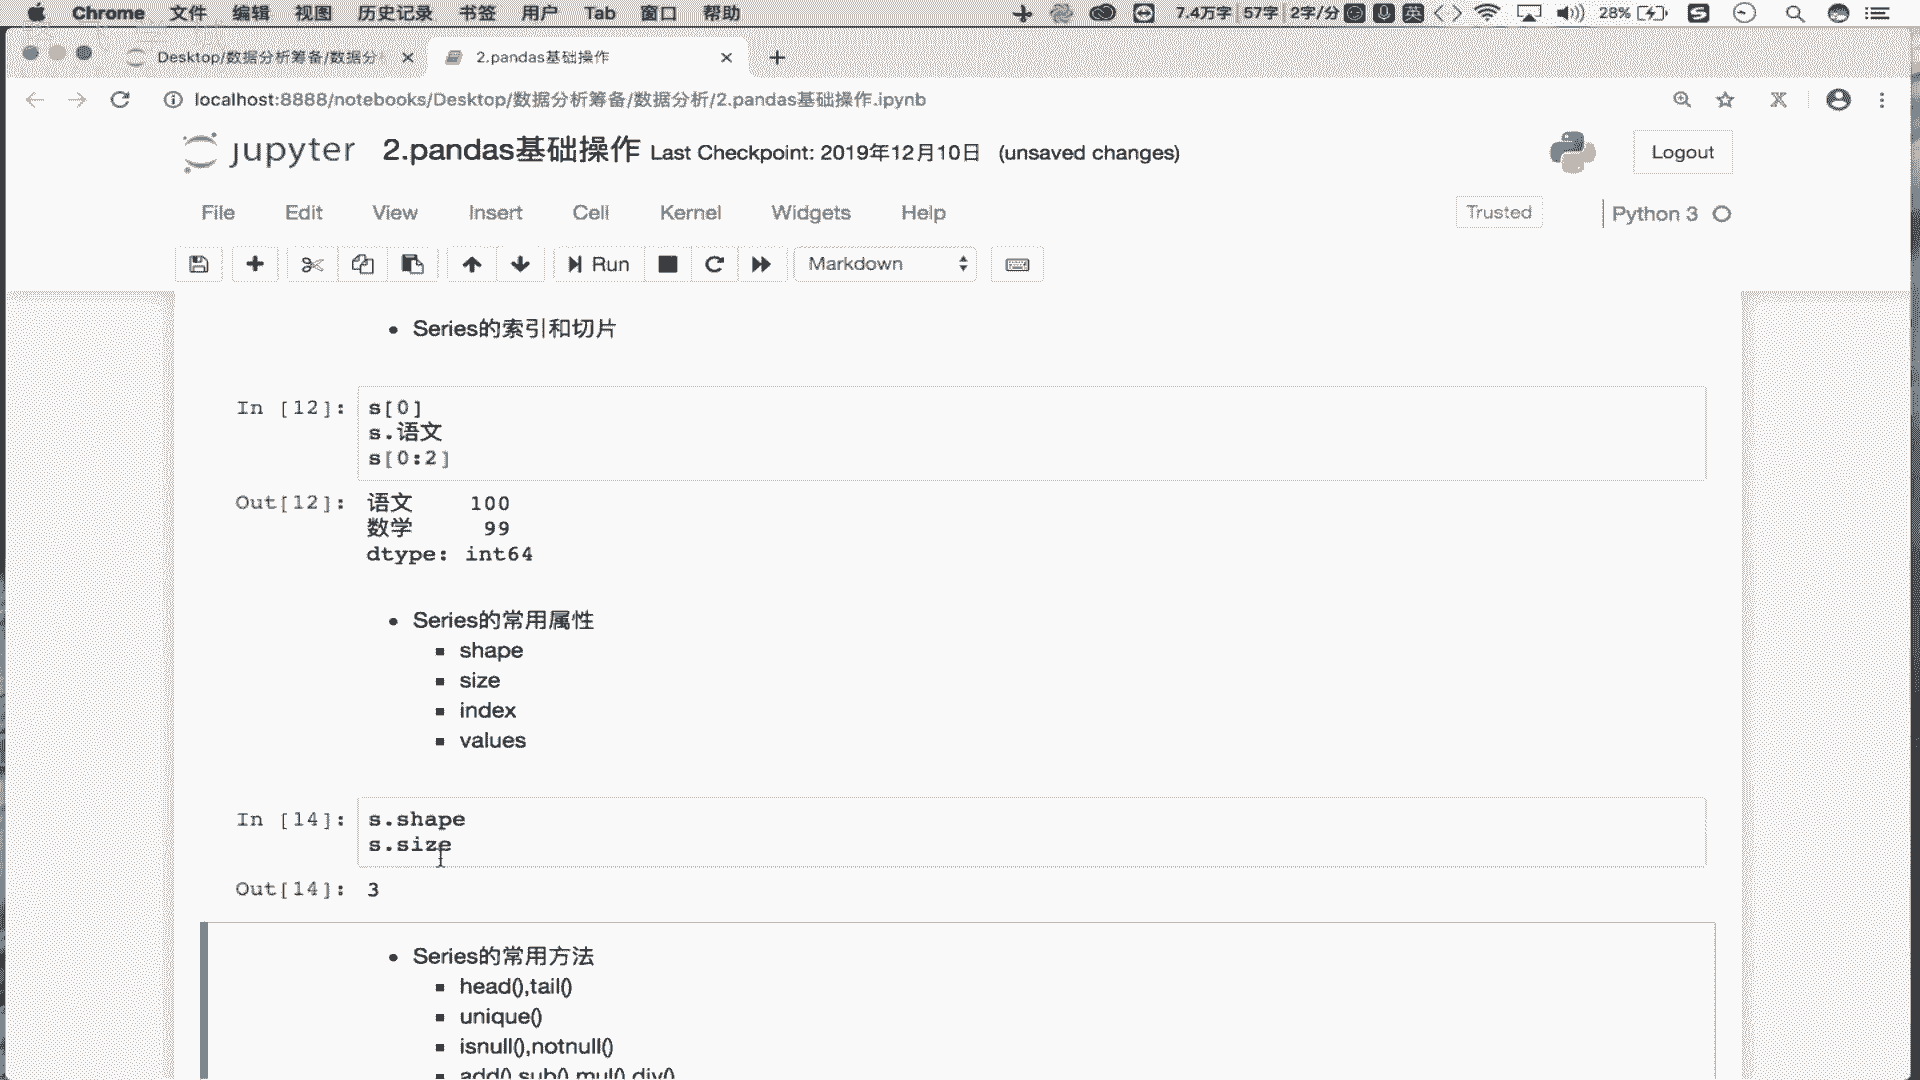 Chrome 文件 编辑 视图 历史记录 书签 用户 Tab 窗口 帮助 7.4万字 57字 2字/分 英 28%
Desktop/数据分析筹备/数据分 2.pandas基础操作
localhost:8888/notebooks/Desktop/数据分析筹备/数据分析/2.pandas基础操作.ipynb
jupyter 2.pandas基础操作 Last Checkpoint: 2019年12月10日 (unsaved changes) Logout
File Edit View Insert Cell Kernel Widgets Help Trusted Python 3
Run Markdown
Series的索引和切片
In [12]: s[0]
s.语文
s[0:2]
Out[12]: 语文 100
数学 99
dtype: int64
Series的常用属性
shape
size
index
values
In [14]: s.shape
s.size
Out[14]: 3
Series的常用方法
head(),tail()
unique()
isnull(),notnull()
add() sub() mul() div()